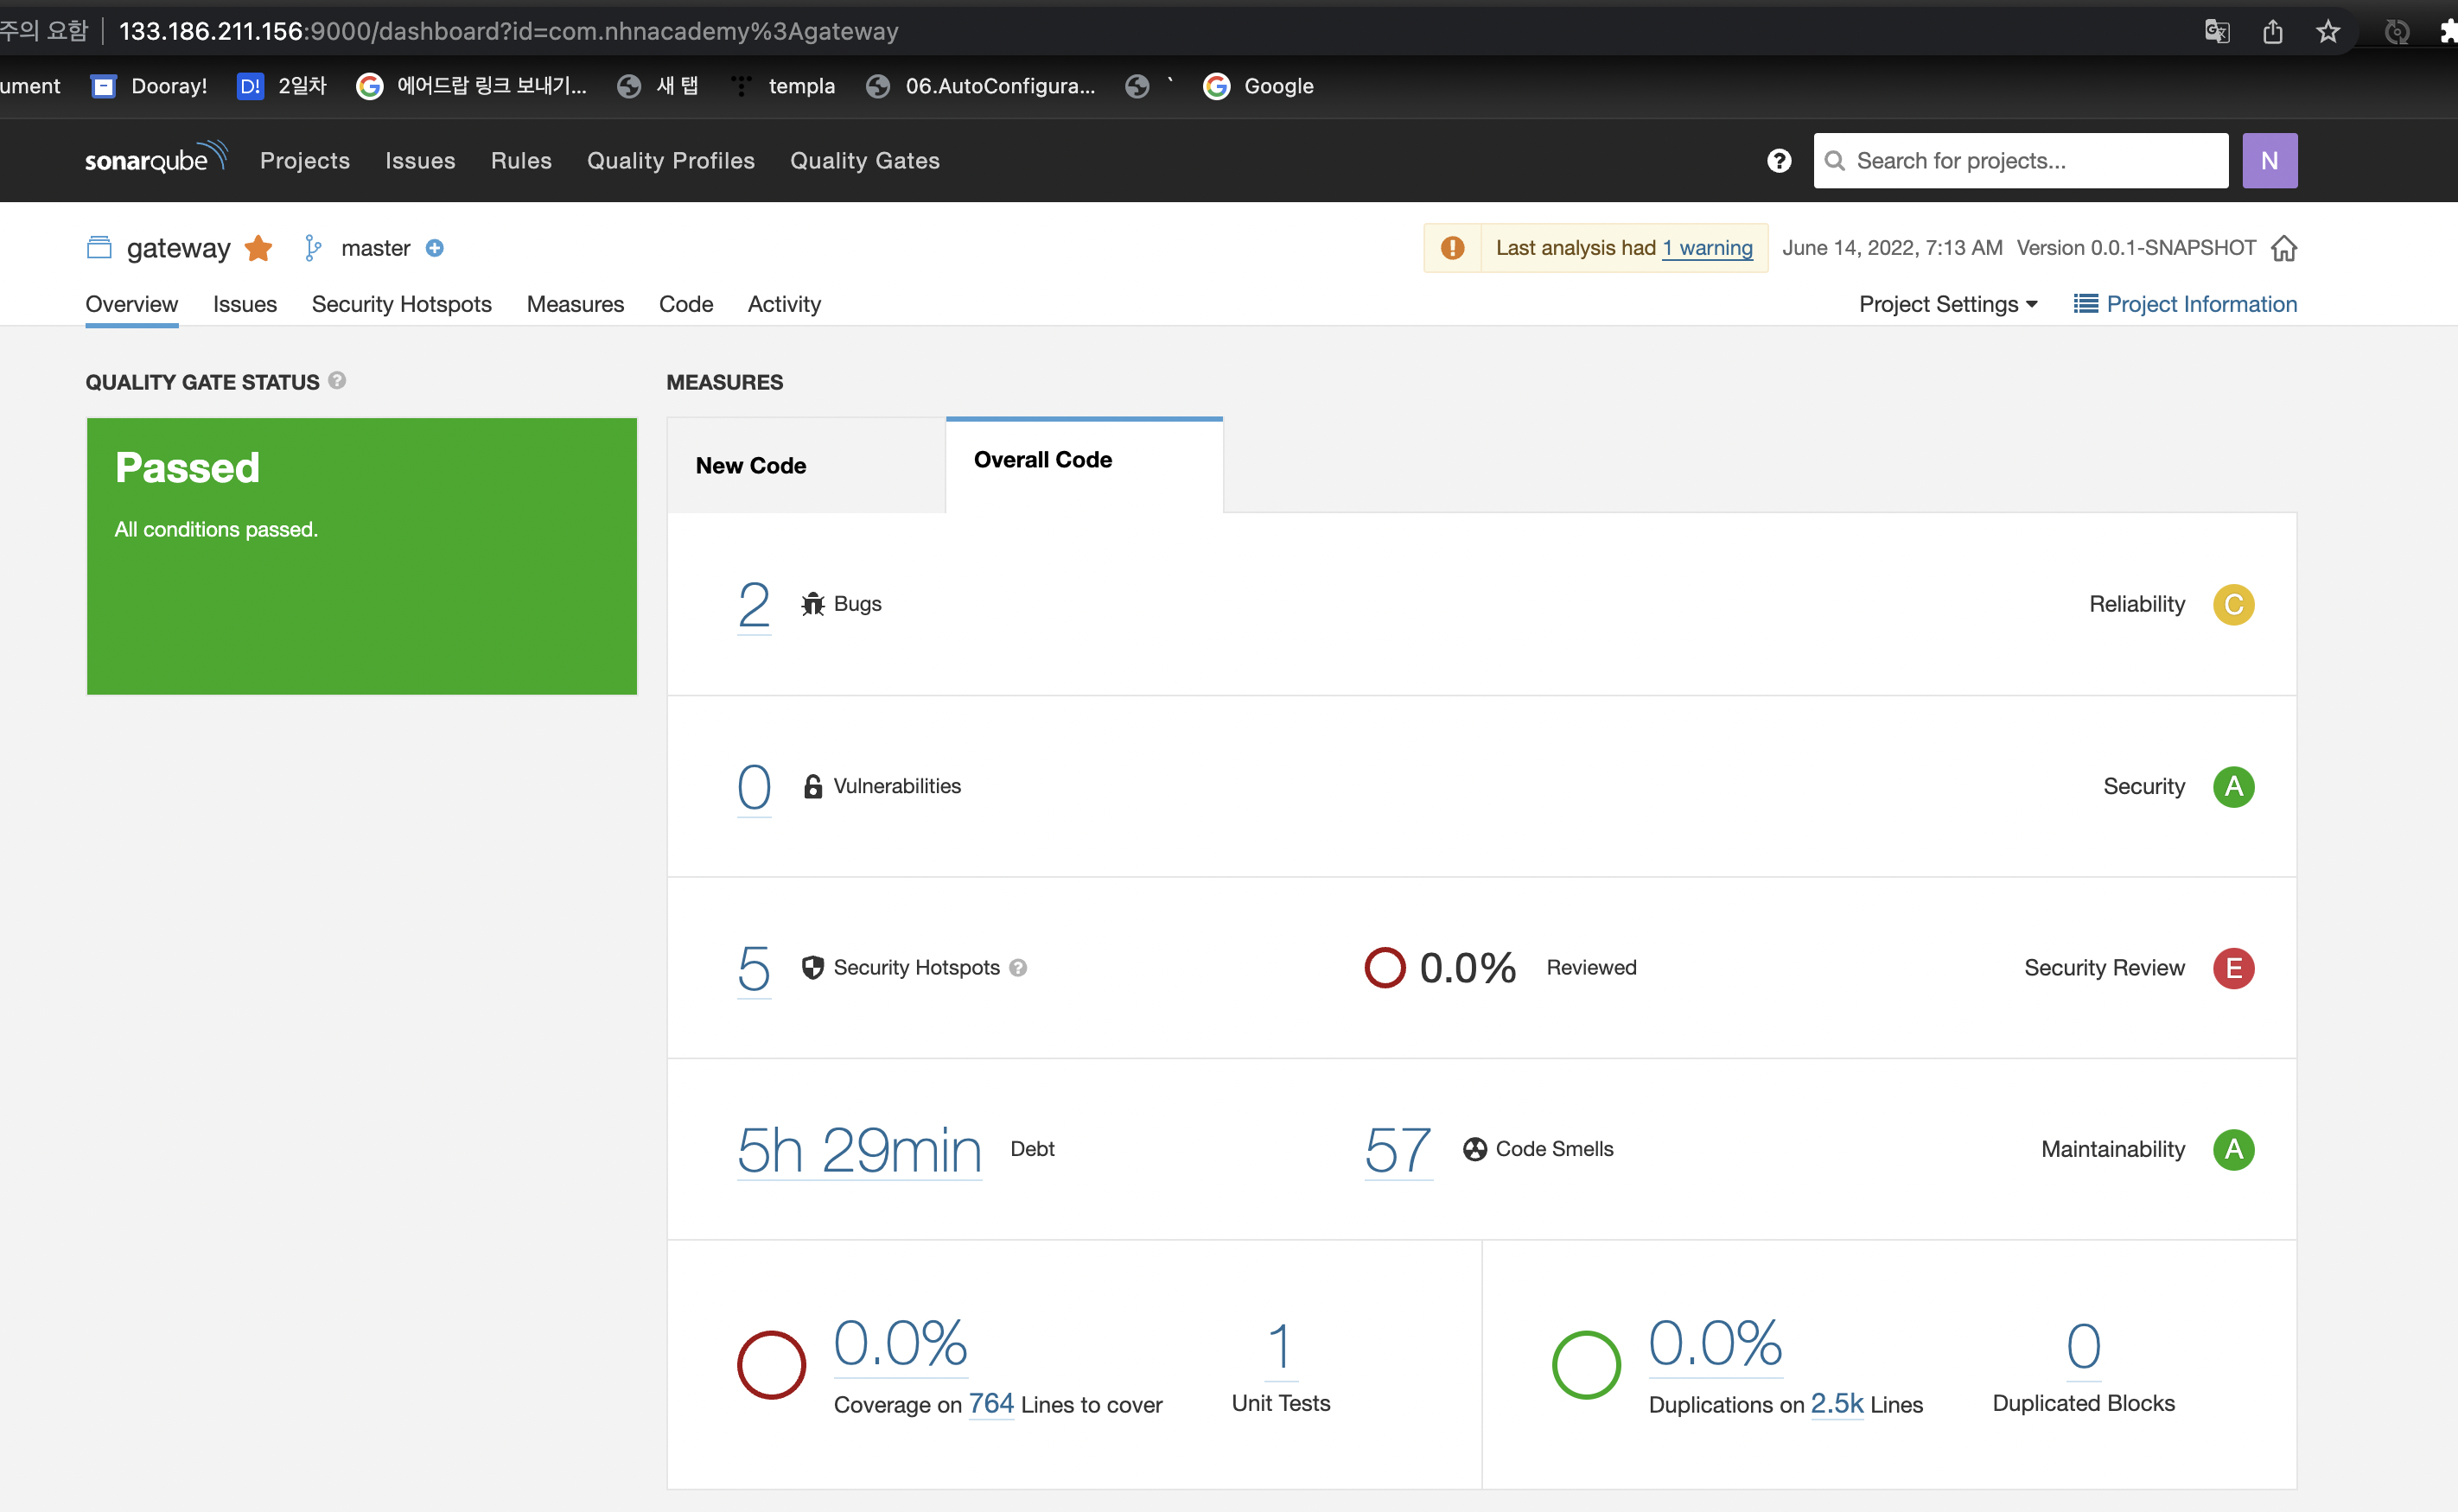 주의 요함 133.186.211.156:9000/dashboard?id=com.nhnacademy%3Agateway
ument Dooray! D! 2일차 에어드랍 링크 보내기... 새 탭 templa 06.AutoConfigura... ` Google
sonarqube Projects Issues Rules Quality Profiles Quality Gates ? Search for projects... N
gateway master Last analysis had 1 warning June 14, 2022, 7:13 AM Version 0.0.1-SNAPSHOT
Overview Issues Security Hotspots Measures Code Activity Project Settings Project Information
QUALITY GATE STATUS ? MEASURES
Passed
All conditions passed.
New Code Overall Code
2 Bugs Reliability C
0 Vulnerabilities Security A
5 Security Hotspots ? 0.0% Reviewed Security Review E
5h 29min Debt 57 Code Smells Maintainability A
0.0% 1 0.0% 0
Coverage on 764 Lines to cover Unit Tests Duplications on 2.5k Lines Duplicated Blocks